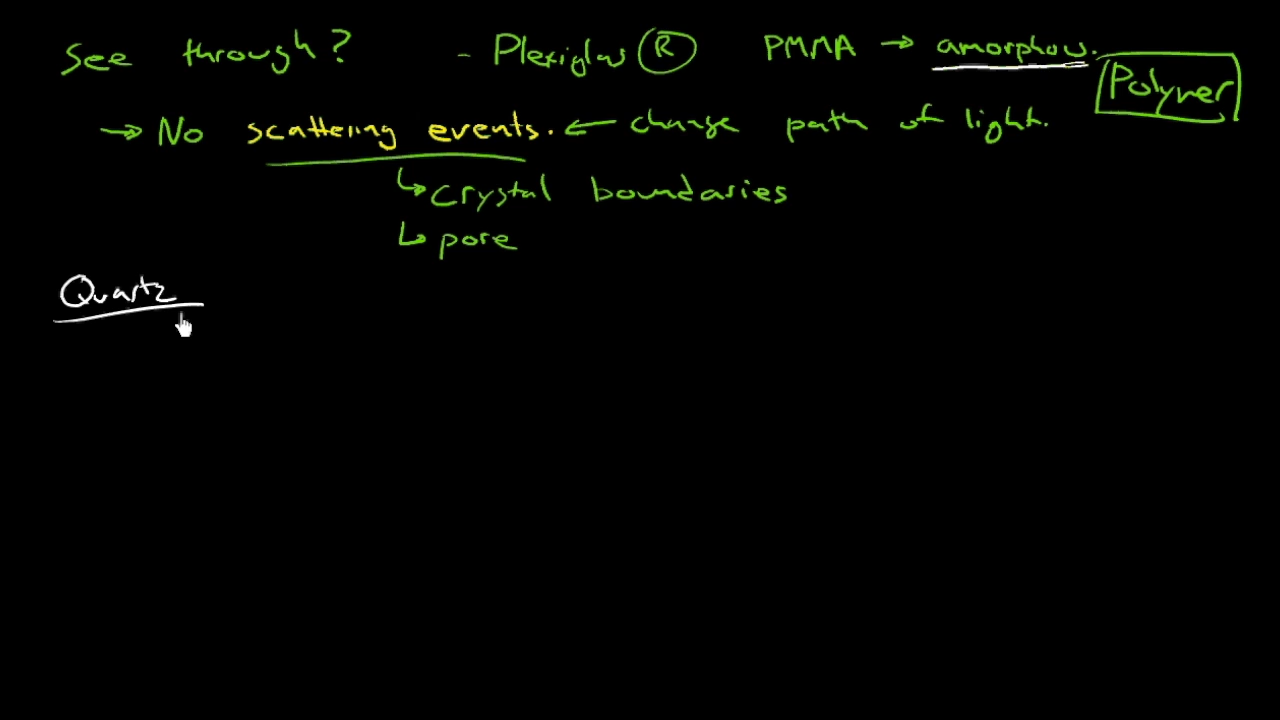 See through? - Plexiglas ® PMMA → amorphous.
Polymer
→ No scattering events. ← change path of light.
↳ crystal boundaries
↳ pore
Quartz